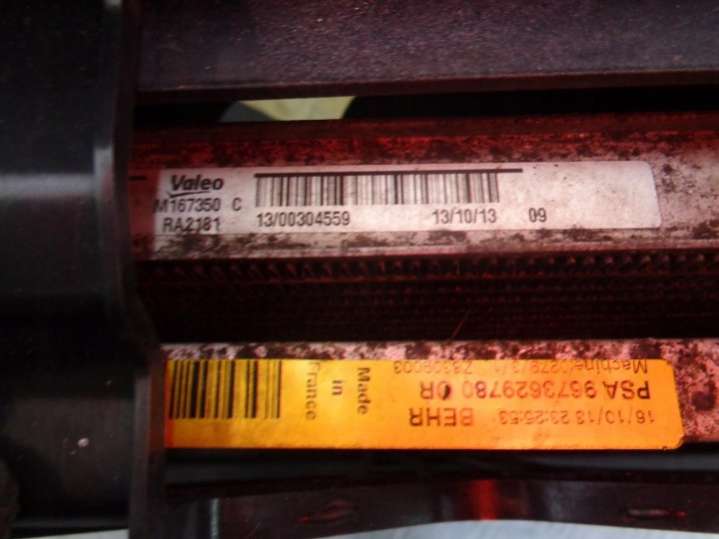 Valeo
M167350 C
RA2181
13/00304559 13/10/13 09
16/10/13 23:25:53
BEHR
PSA 9673629780 OR
Made
in
France